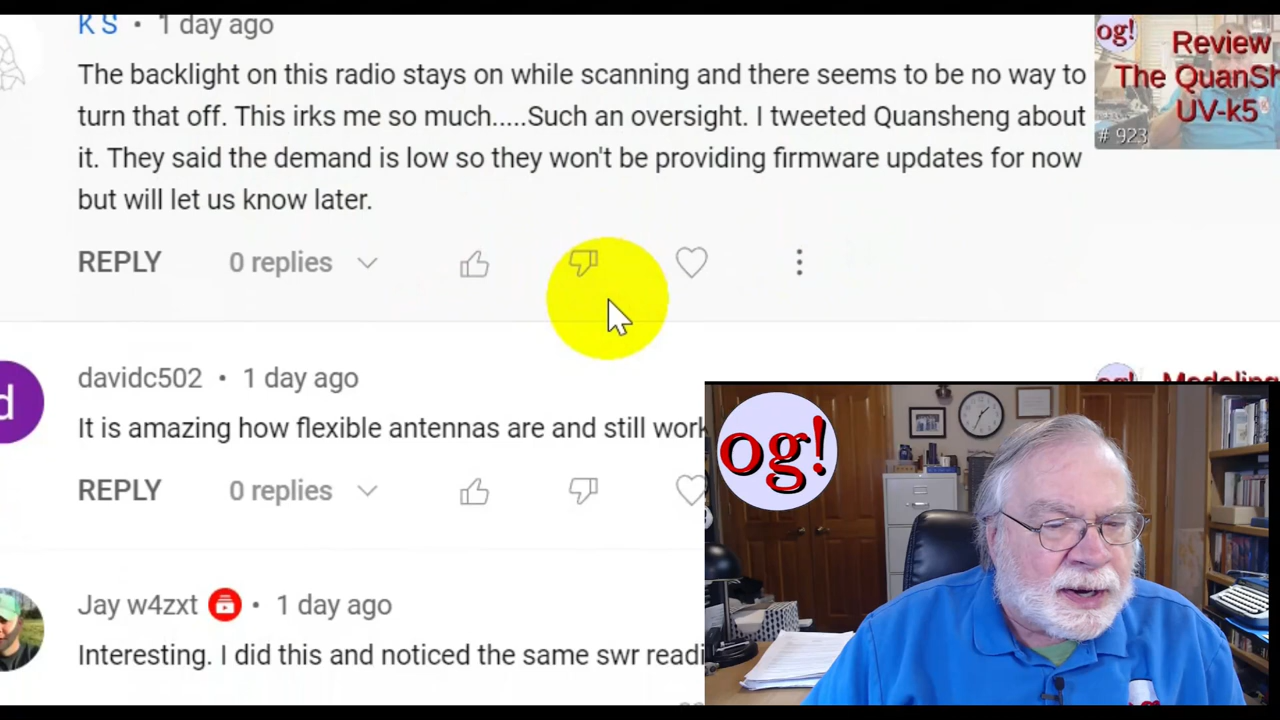 K S • 1 day ago
og!
Review
The QuanSh
UV-k5
# 923
The backlight on this radio stays on while scanning and there seems to be no way to
turn that off. This irks me so much.....Such an oversight. I tweeted Quansheng about
it. They said the demand is low so they won't be providing firmware updates for now
but will let us know later.
REPLY 0 replies
d
davidc502 • 1 day ago
og! Modeling
It is amazing how flexible antennas are and still work
REPLY 0 replies
og!
Jay w4zxt • 1 day ago
Interesting. I did this and noticed the same swr readi